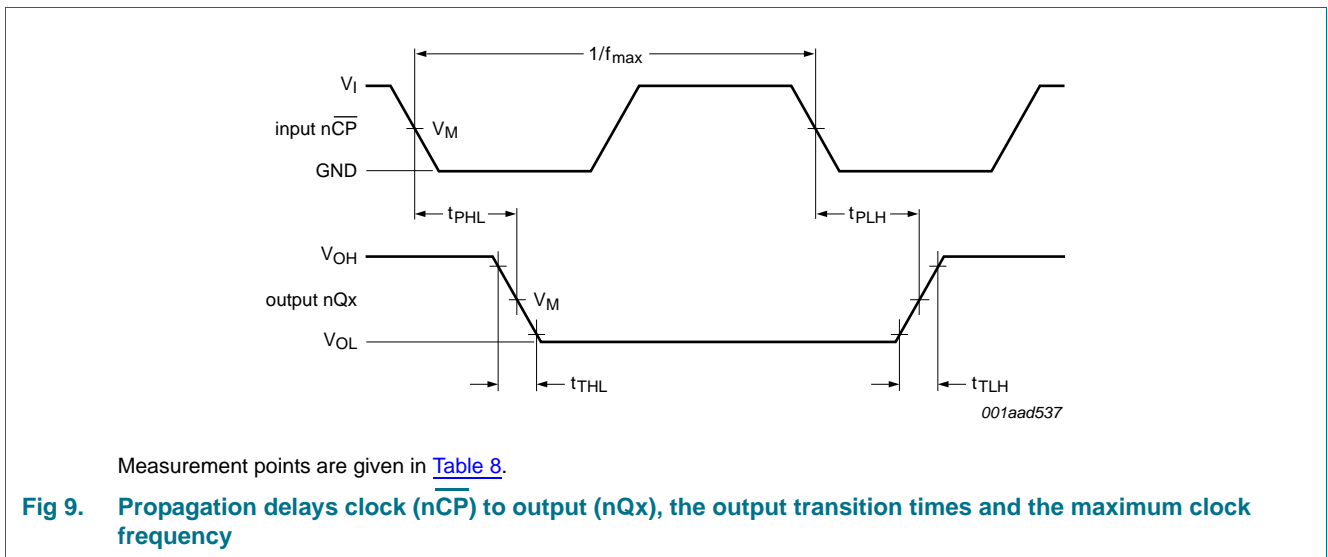 1/fmax
VI
input nC̅P̅
VM
GND
tPHL
tPLH
VOH
output nQx
VM
VOL
tTHL
tTLH
001aad537
Measurement points are given in Table 8.
Fig 9. Propagation delays clock (nC̅P̅) to output (nQx), the output transition times and the maximum clock
frequency